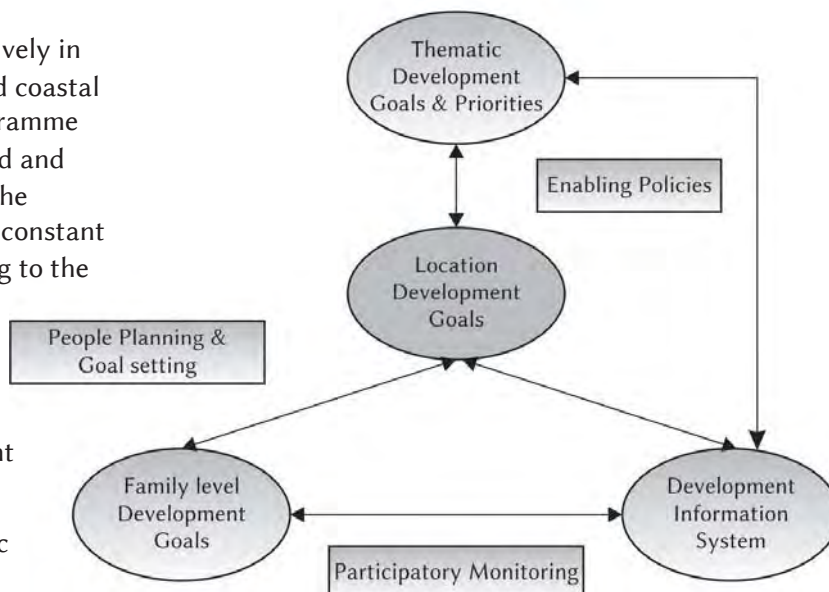 vely in
d coastal
ramme
d and
he
constant
g to the
nt
c
Thematic
Development
Goals & Priorities
Enabling Policies
Location
Development
Goals
People Planning &
Goal setting
Family level
Development
Goals
Development
Information
System
Participatory Monitoring